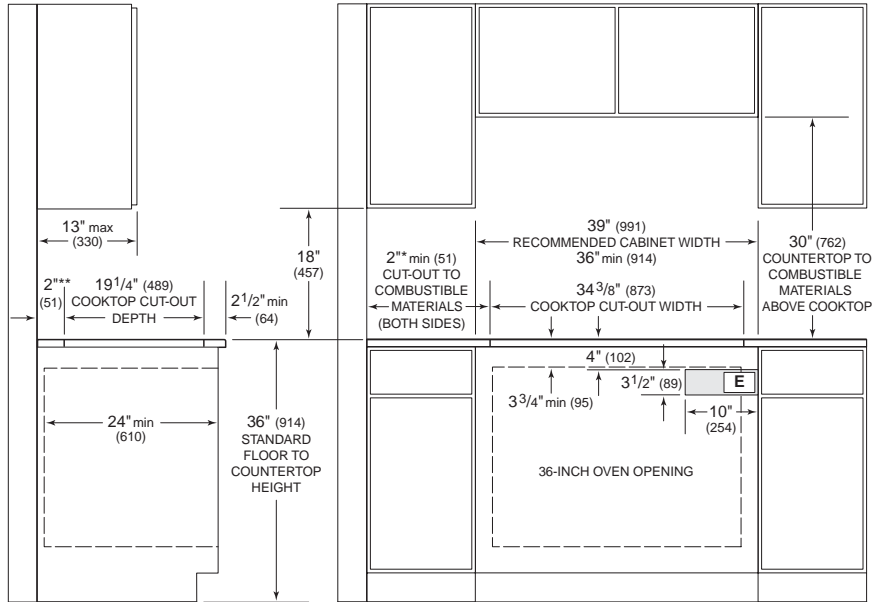 13" max
(330)
2"**
(51)
19 1/4" (489)
COOKTOP CUT-OUT
DEPTH
2 1/2" min
(64)
18"
(457)
24" min
(610)
36" (914)
STANDARD
FLOOR TO
COUNTERTOP
HEIGHT
2"* min (51)
CUT-OUT TO
COMBUSTIBLE
MATERIALS
(BOTH SIDES)
39" (991)
RECOMMENDED CABINET WIDTH
36" min (914)
34 3/8" (873)
COOKTOP CUT-OUT WIDTH
30" (762)
COUNTERTOP TO
COMBUSTIBLE
MATERIALS
ABOVE COOKTOP
4" (102)
3 1/2" (89)
E
3 3/4" min (95)
10"
(254)
36-INCH OVEN OPENING